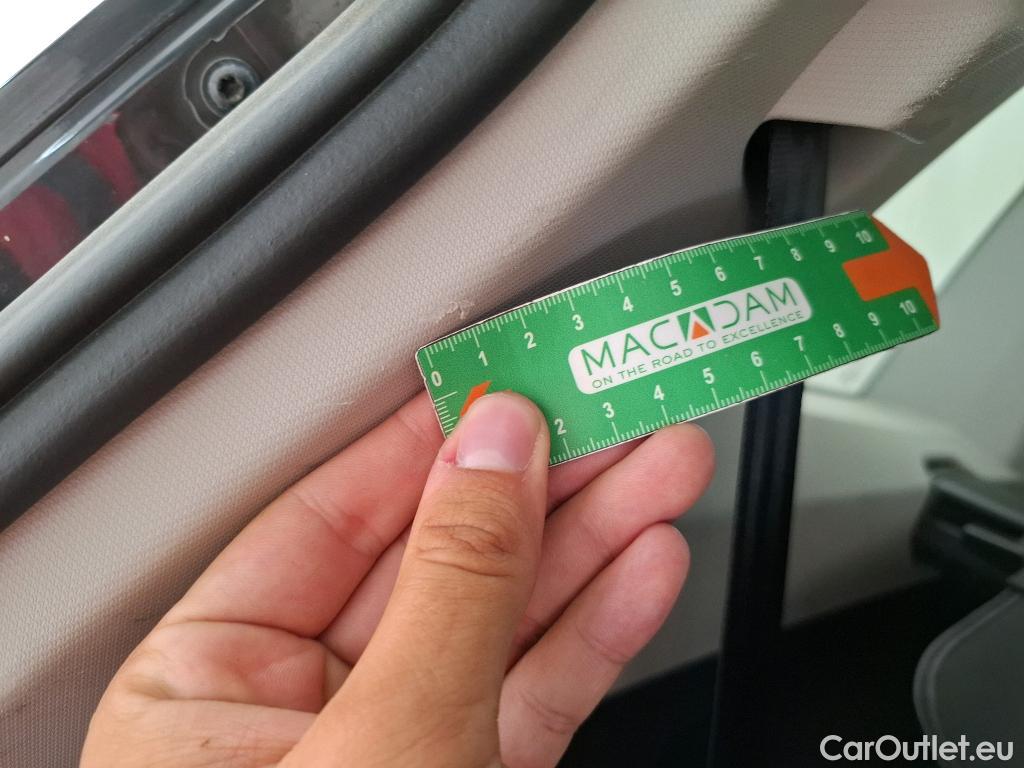 0 1 2 3 4 5 6 7 8 9 10
MACADAM
ON THE ROAD TO EXCELLENCE
2 3 4 5 6 7 8 9 10
CarOutlet.eu